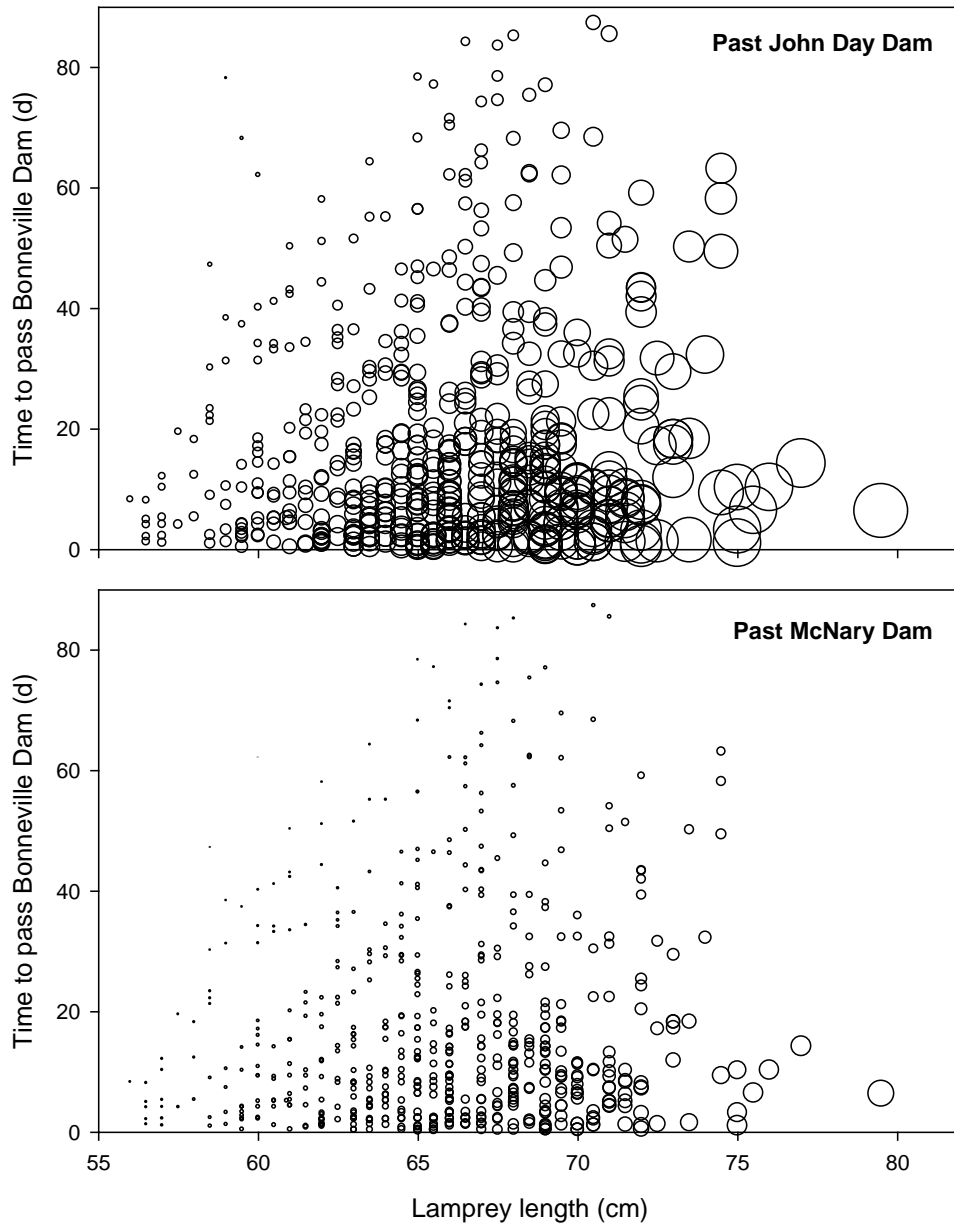 Past John Day Dam
Time to pass Bonneville Dam (d)
80
60
40
20
0
Past McNary Dam
Time to pass Bonneville Dam (d)
80
60
40
20
0
55 60 65 70 75 80
Lamprey length (cm)